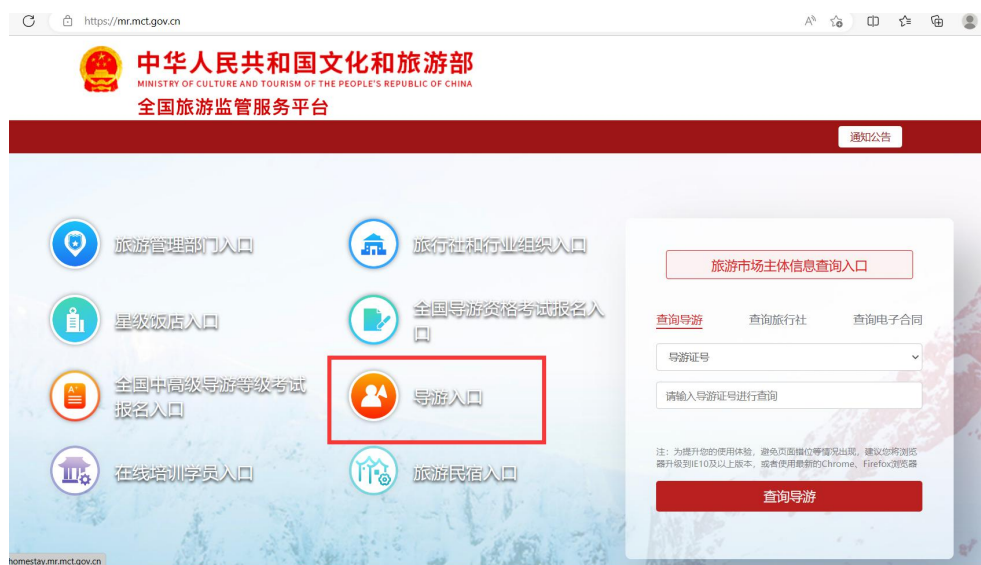 https://mr.mct.gov.cn
中华人民共和国文化和旅游部
MINISTRY OF CULTURE AND TOURISM OF THE PEOPLE'S REPUBLIC OF CHINA
全国旅游监管服务平台
通知公告
旅游管理部门入口
旅行社和行业组织入口
星级饭店入口
全国导游资格考试报名入
口
全国中高级导游等级考试
报名入口
导游入口
在线培训学员入口
旅游民宿入口
旅游市场主体信息查询入口
查询导游 查询旅行社 查询电子合同
导游证号
请输入导游证号进行查询
注：为提升您的使用体验，避免页面错位等情况出现，建议您将浏览
器升级到IE10及以上版本，或者使用最新的Chrome、Firefox浏览器
查询导游
homestay.mr.mct.gov.cn